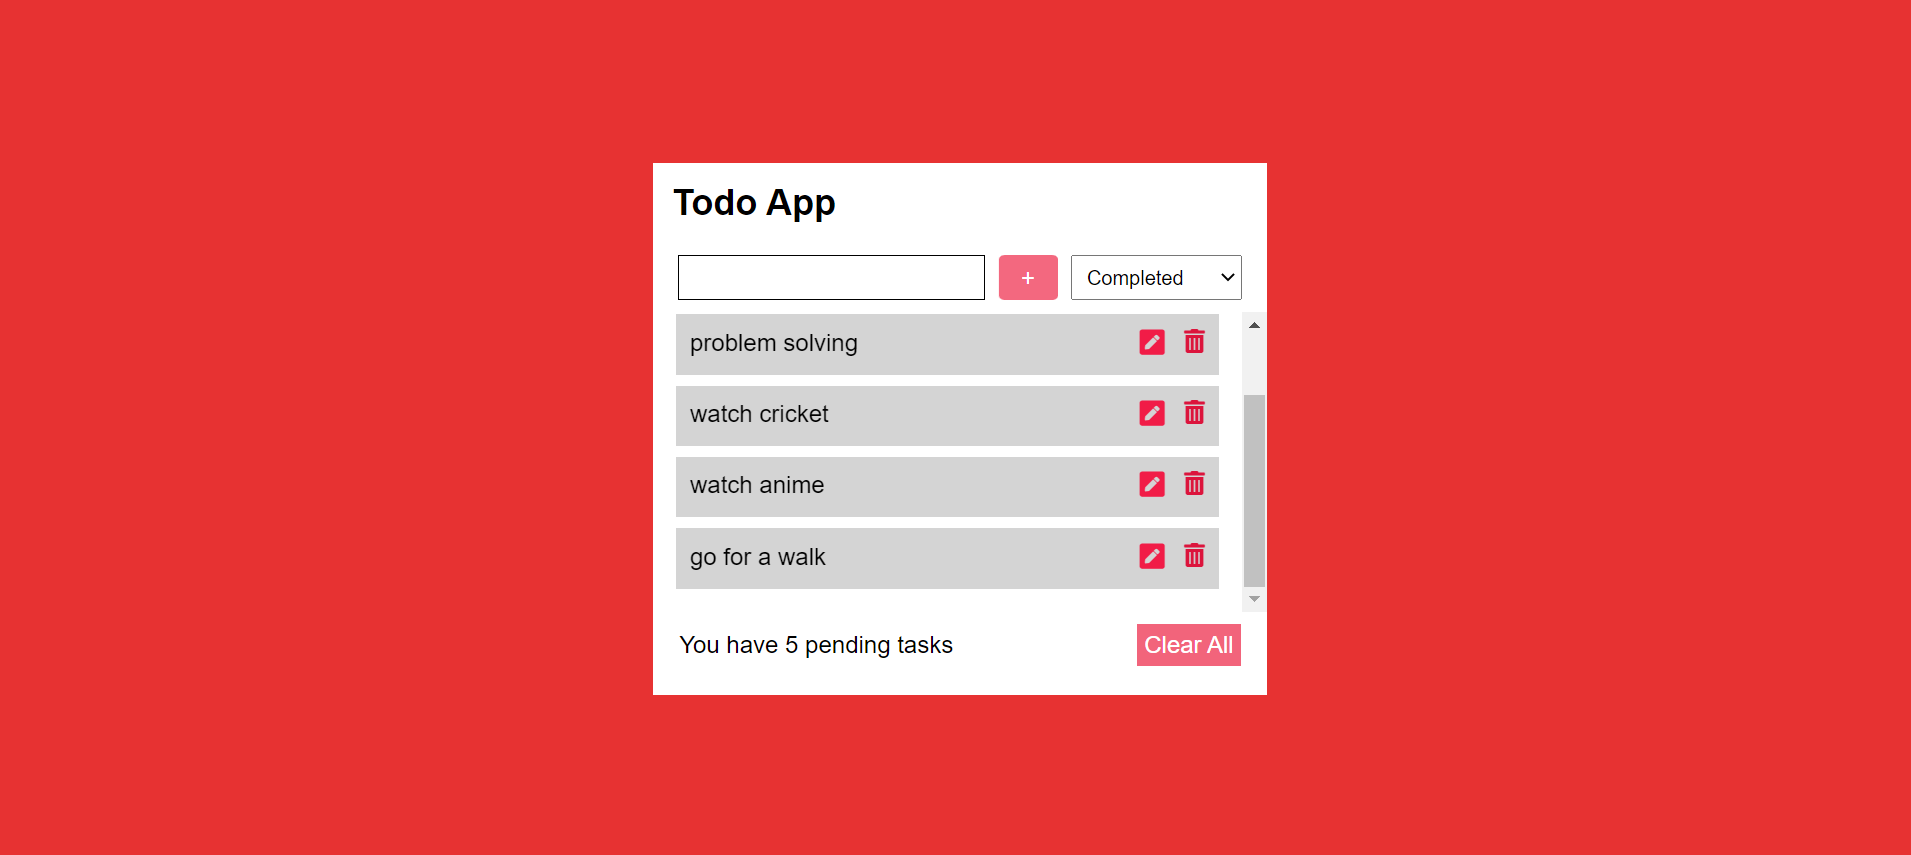 Todo App
+ Completed
problem solving
watch cricket
watch anime
go for a walk
You have 5 pending tasks Clear All